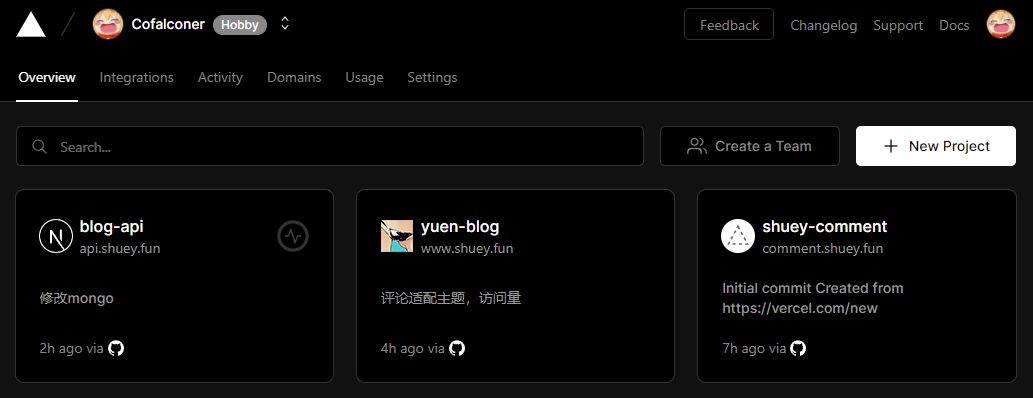 Cofalconer Hobby Feedback Changelog Support Docs
Overview Integrations Activity Domains Usage Settings
Search... Create a Team New Project
blog-api
api.shuey.fun
修改mongo
2h ago via
yuen-blog
www.shuey.fun
评论适配主题，访问量
4h ago via
shuey-comment
comment.shuey.fun
Initial commit Created from
https://vercel.com/new
7h ago via